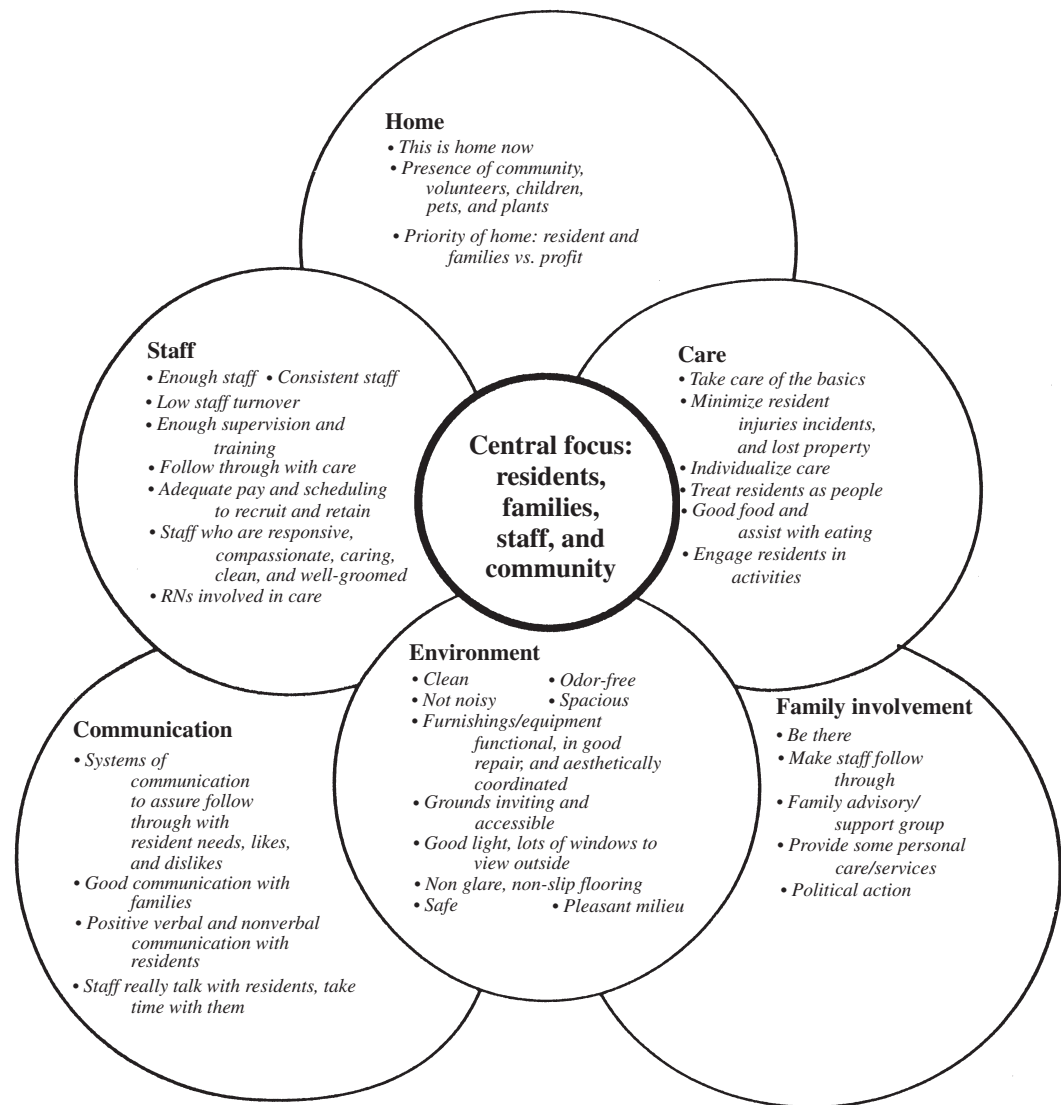 Home
• This is home now
• Presence of community,
volunteers, children,
pets, and plants
• Priority of home: resident and
families vs. profit
Staff
• Enough staff • Consistent staff
• Low staff turnover
• Enough supervision and
training
• Follow through with care
• Adequate pay and scheduling
to recruit and retain
• Staff who are responsive,
compassionate, caring,
clean, and well-groomed
• RNs involved in care
Central focus:
residents,
families,
staff, and
community
Care
• Take care of the basics
• Minimize resident
injuries incidents,
and lost property
• Individualize care
• Treat residents as people
• Good food and
assist with eating
• Engage residents in
activities
Communication
• Systems of
communication
to assure follow
through with
resident needs, likes,
and dislikes
• Good communication with
families
• Positive verbal and nonverbal
communication with
residents
• Staff really talk with residents, take
time with them
Environment
• Clean • Odor-free
• Not noisy • Spacious
• Furnishings/equipment
functional, in good
repair, and aesthetically
coordinated
• Grounds inviting and
accessible
• Good light, lots of windows to
view outside
• Non glare, non-slip flooring
• Safe • Pleasant milieu
Family involvement
• Be there
• Make staff follow
through
• Family advisory/
support group
• Provide some personal
care/services
• Political action